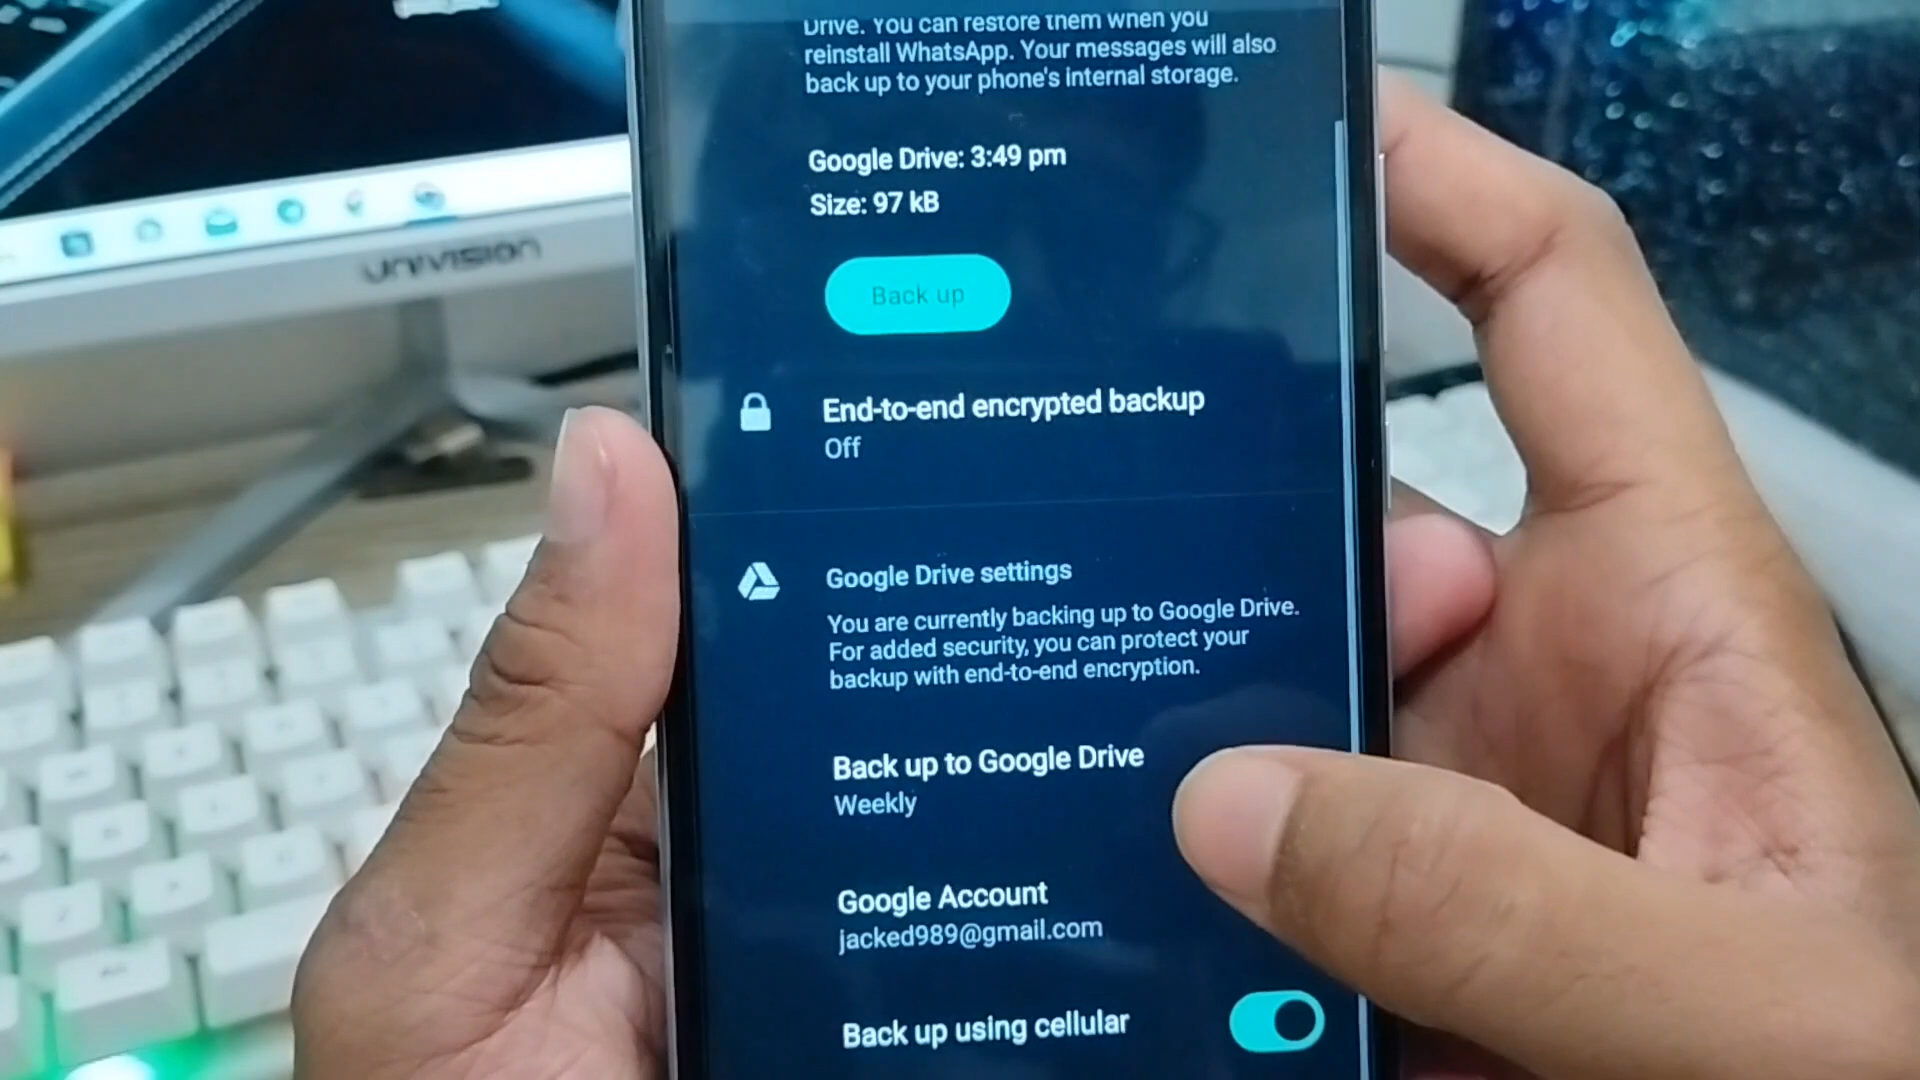 Drive. You can restore them when you
reinstall WhatsApp. Your messages will also
back up to your phone's internal storage.
Google Drive: 3:49 pm
Size: 97 kB
Back up
End-to-end encrypted backup
Off
Google Drive settings
You are currently backing up to Google Drive.
For added security, you can protect your
backup with end-to-end encryption.
Back up to Google Drive
Weekly
Google Account
jacked989@gmail.com
Back up using cellular
UNIVISION